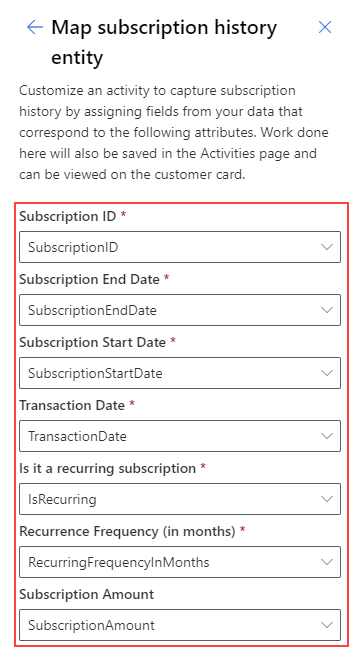 Map subscription history
entity
Customize an activity to capture subscription
history by assigning fields from your data that
correspond to the following attributes. Work done
here will also be saved in the Activities page and
can be viewed on the customer card.
Subscription ID *
SubscriptionID
Subscription End Date *
SubscriptionEndDate
Subscription Start Date *
SubscriptionStartDate
Transaction Date *
TransactionDate
Is it a recurring subscription *
IsRecurring
Recurrence Frequency (in months) *
RecurringFrequencyInMonths
Subscription Amount
SubscriptionAmount